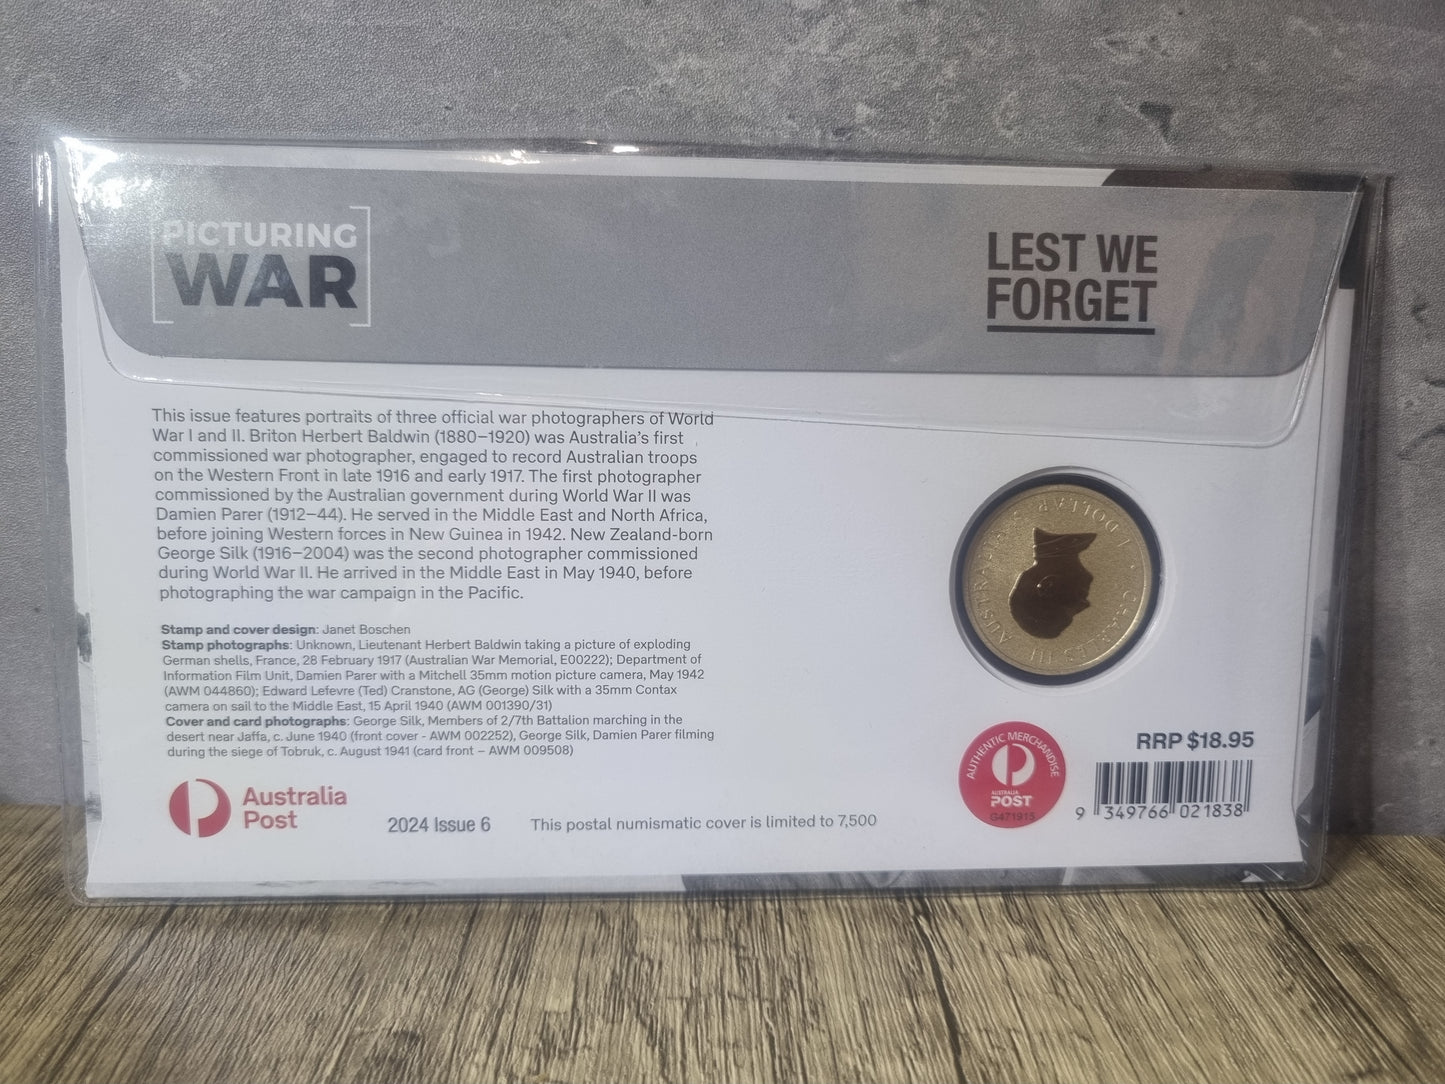 PICTURING
WAR
LEST WE
FORGET
This issue features portraits of three official war photographers of World
War I and II. Briton Herbert Baldwin (1880–1920) was Australia's first
commissioned war photographer, engaged to record Australian troops
on the Western Front in late 1916 and early 1917. The first photographer
commissioned by the Australian government during World War II was
Damien Parer (1912–44). He served in the Middle East and North Africa,
before joining Western forces in New Guinea in 1942. New Zealand-born
George Silk (1916–2004) was the second photographer commissioned
during World War II. He arrived in the Middle East in May 1940, before
photographing the war campaign in the Pacific.
Stamp and cover design: Janet Boschen
Stamp photographs: Unknown, Lieutenant Herbert Baldwin taking a picture of exploding
German shells, France, 28 February 1917 (Australian War Memorial, E00222); Department of
Information Film Unit, Damien Parer with a Mitchell 35mm motion picture camera, May 1942
(AWM 044860); Edward Lefevre (Ted) Cranstone, AG (George) Silk with a 35mm Contax
camera on sail to the Middle East, 15 April 1940 (AWM 001390/31)
Cover and card photographs: George Silk, Members of 2/7th Battalion marching in the
desert near Jaffa, c. June 1940 (front cover - AWM 002252), George Silk, Damien Parer filming
during the siege of Tobruk, c. August 1941 (card front – AWM 009508)
Australia
Post
2024 Issue 6
This postal numismatic cover is limited to 7,500
CHARLES III AUSTRALIA 1 DOLLAR
AUTHENTIC MERCHANDISE
AUSTRALIA
POST
G471915
RRP $18.95
9 349766 021838